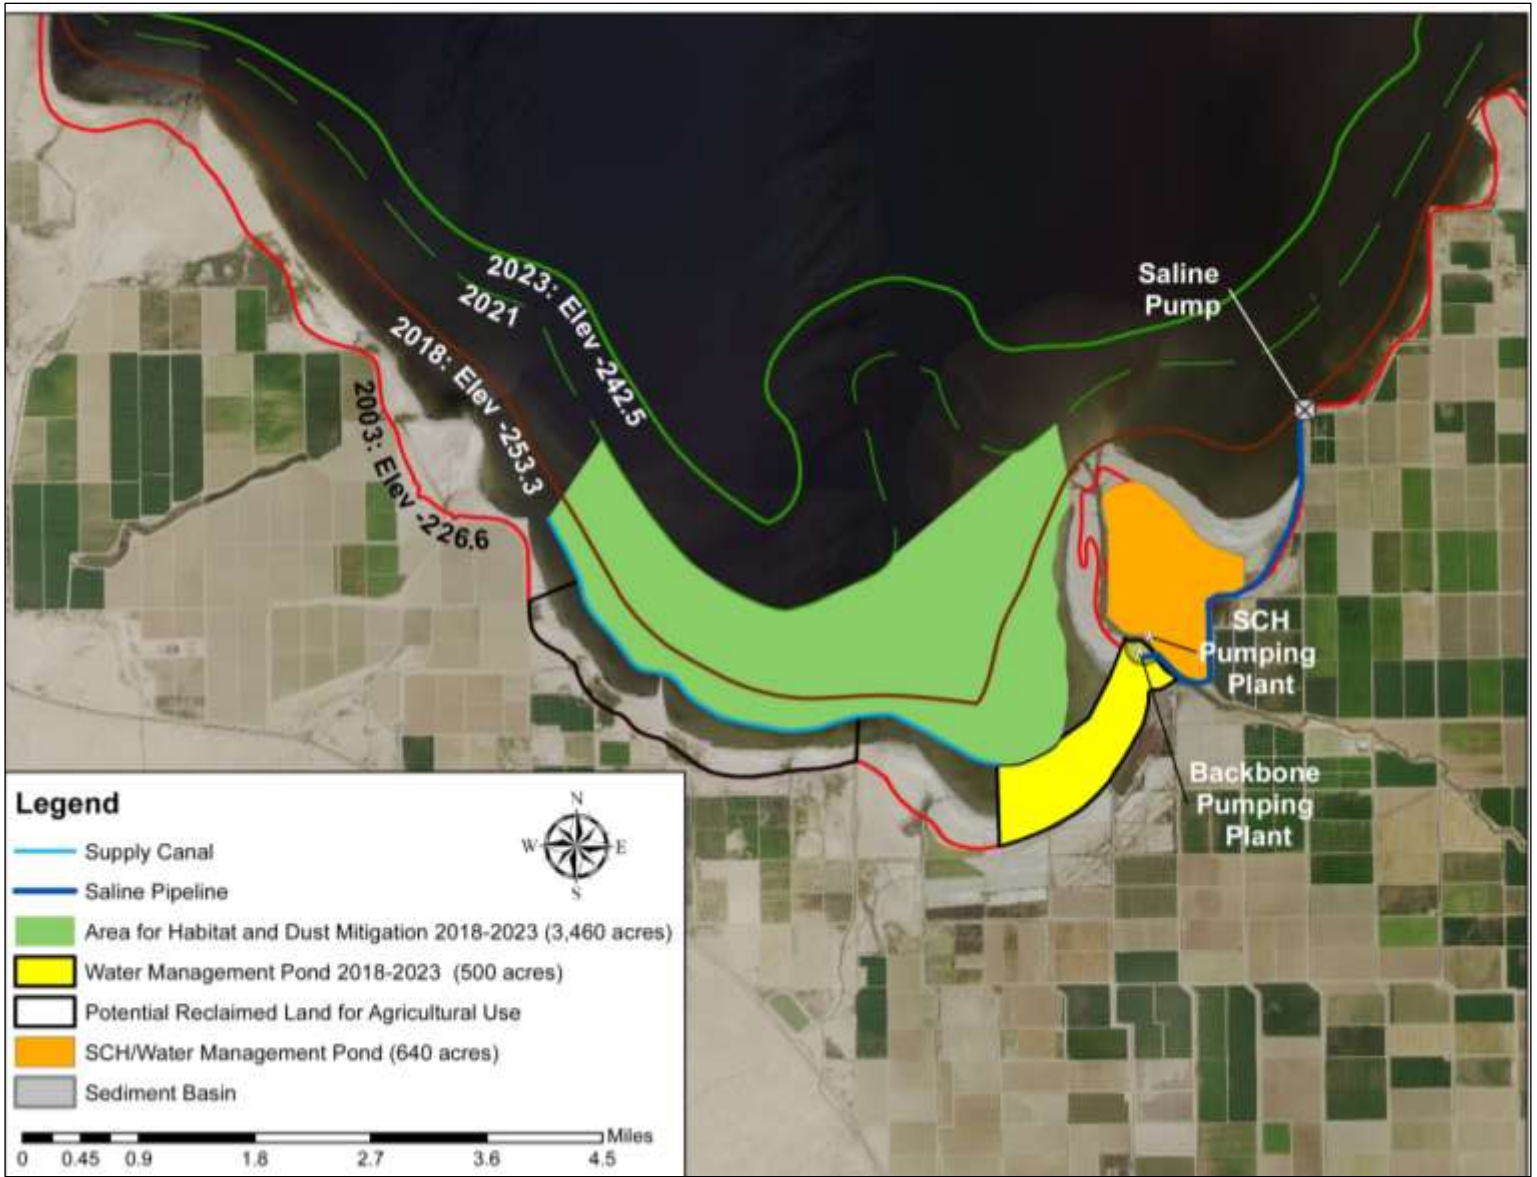 2023: Elev -242.5
2021
2018: Elev -253.3
2003: Elev -226.6
Saline
Pump
SCH
Pumping
Plant
Backbone
Pumping
Plant
Legend
Supply Canal
Saline Pipeline
Area for Habitat and Dust Mitigation 2018-2023 (3,460 acres)
Water Management Pond 2018-2023 (500 acres)
Potential Reclaimed Land for Agricultural Use
SCH/Water Management Pond (640 acres)
Sediment Basin
N
W E
S
Miles
0 0.45 0.9 1.8 2.7 3.6 4.5